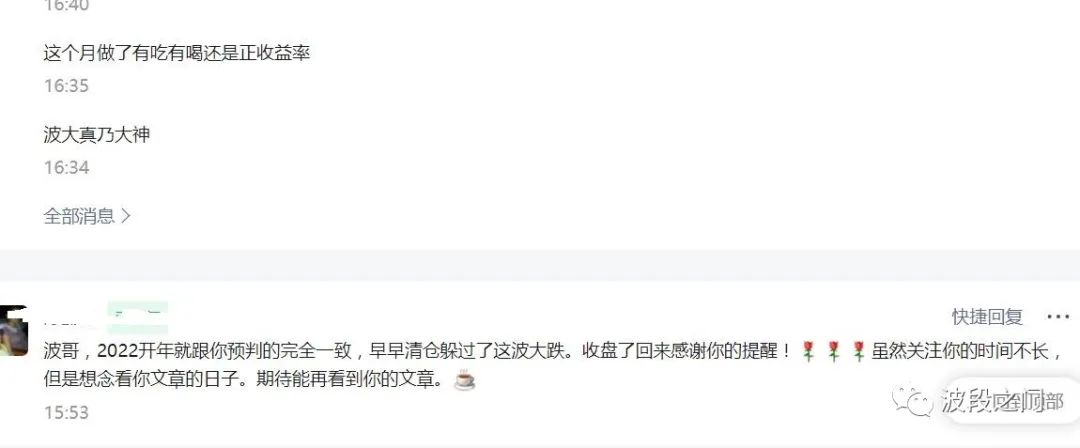 16:40
这个月做了有吃有喝还是正收益率
16:35
波大真乃大神
16:34
全部消息
快捷回复
波哥，2022开年就跟你预判的完全一致，早早清仓躲过了这波大跌。收盘了回来感谢你的提醒！🌹🌹🌹虽然关注你的时间不长，
但是想念看你文章的日子。期待能再看到你的文章。☕
15:53
波段之间
部